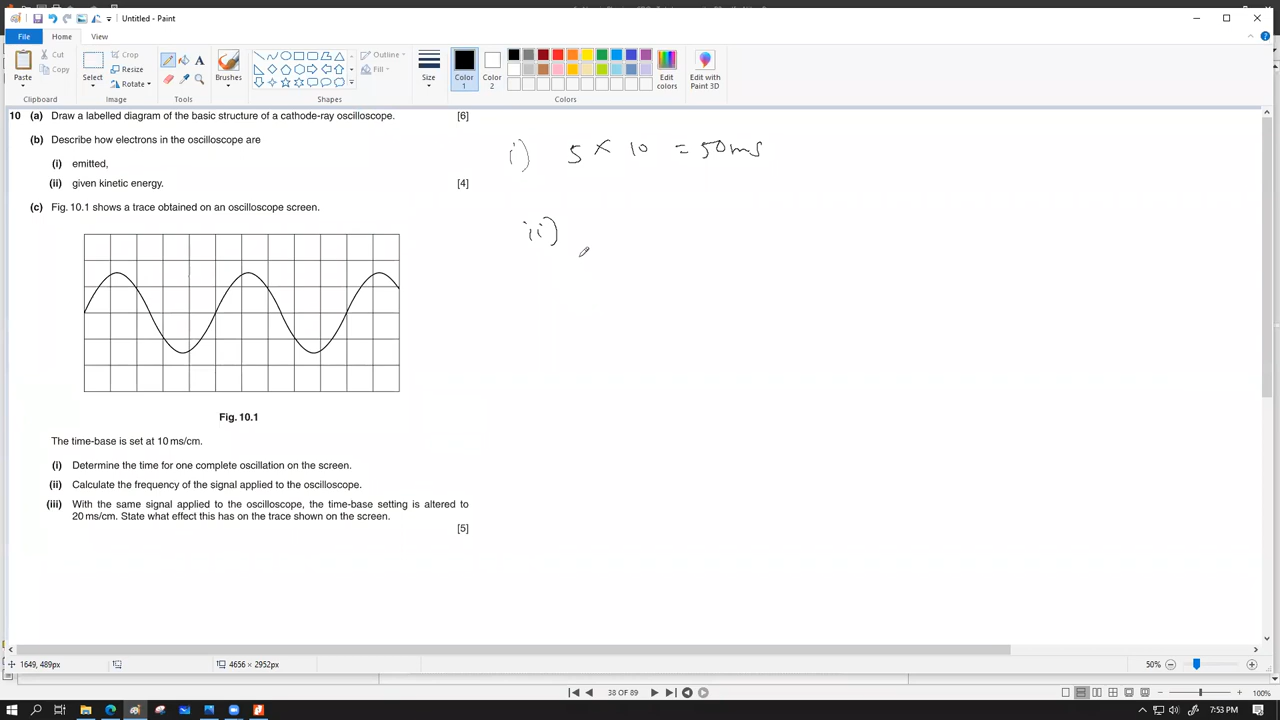 Untitled - Paint
File Home View
Paste Cut Copy Clipboard
Select Crop Resize Rotate Image
Tools
Brushes
Outline Fill Shapes
Size
Color 1 Color 2 Edit colors Edit with Paint 3D Colors
10 (a) Draw a labelled diagram of the basic structure of a cathode-ray oscilloscope. [6]
(b) Describe how electrons in the oscilloscope are
(i) emitted,
(ii) given kinetic energy. [4]
(c) Fig. 10.1 shows a trace obtained on an oscilloscope screen.
Fig. 10.1
The time-base is set at 10 ms/cm.
(i) Determine the time for one complete oscillation on the screen.
(ii) Calculate the frequency of the signal applied to the oscilloscope.
(iii) With the same signal applied to the oscilloscope, the time-base setting is altered to
20 ms/cm. State what effect this has on the trace shown on the screen.
[5]
i) 5 × 10 = 50ms
ii)
1649, 489px 4656 × 2952px 50%
38 OF 89 100%
7:53 PM